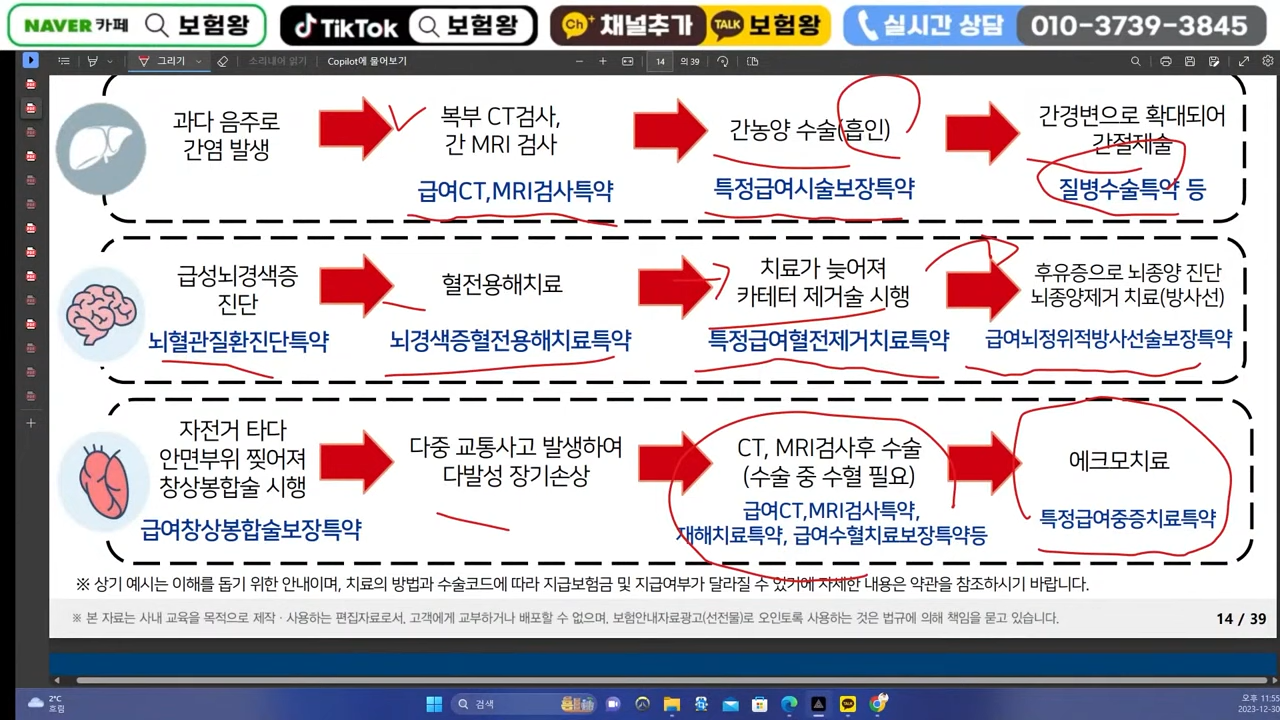 NAVER 카페 보험왕
TikTok 보험왕
Ch+ 채널추가 TALK 보험왕
실시간 상담 010-3739-3845
그리기
소리내어 읽기
Copilot에 물어보기
14 의 39
과다 음주로
간염 발생
복부 CT검사,
간 MRI 검사
급여CT,MRI검사특약
간농양 수술(흡인)
특정급여시술보장특약
간경변으로 확대되어
간절제술
질병수술특약 등
급성뇌경색증
진단
뇌혈관질환진단특약
혈전용해치료
뇌경색증혈전용해치료특약
치료가 늦어져
카테터 제거술 시행
특정급여혈전제거치료특약
후유증으로 뇌종양 진단
뇌종양제거 치료(방사선)
급여뇌정위적방사선술보장특약
자전거 타다
안면부위 찢어져
창상봉합술 시행
급여창상봉합술보장특약
다중 교통사고 발생하여
다발성 장기손상
CT, MRI검사후 수술
(수술 중 수혈 필요)
급여CT,MRI검사특약,
재해치료특약, 급여수혈치료보장특약등
에크모치료
특정급여중증치료특약
※ 상기 예시는 이해를 돕기 위한 안내이며, 치료의 방법과 수술코드에 따라 지급보험금 및 지급여부가 달라질 수 있기에 자세한 내용은 약관을 참조하시기 바랍니다.
※ 본 자료는 사내 교육을 목적으로 제작 · 사용하는 편집자료로서, 고객에게 교부하거나 배포할 수 없으며, 보험안내자료광고(선전물)로 오인토록 사용하는 것은 법규에 의해 책임을 묻고 있습니다.
14 / 39
2°C
흐림
검색
TALK
오후 11:55
2023-12-30